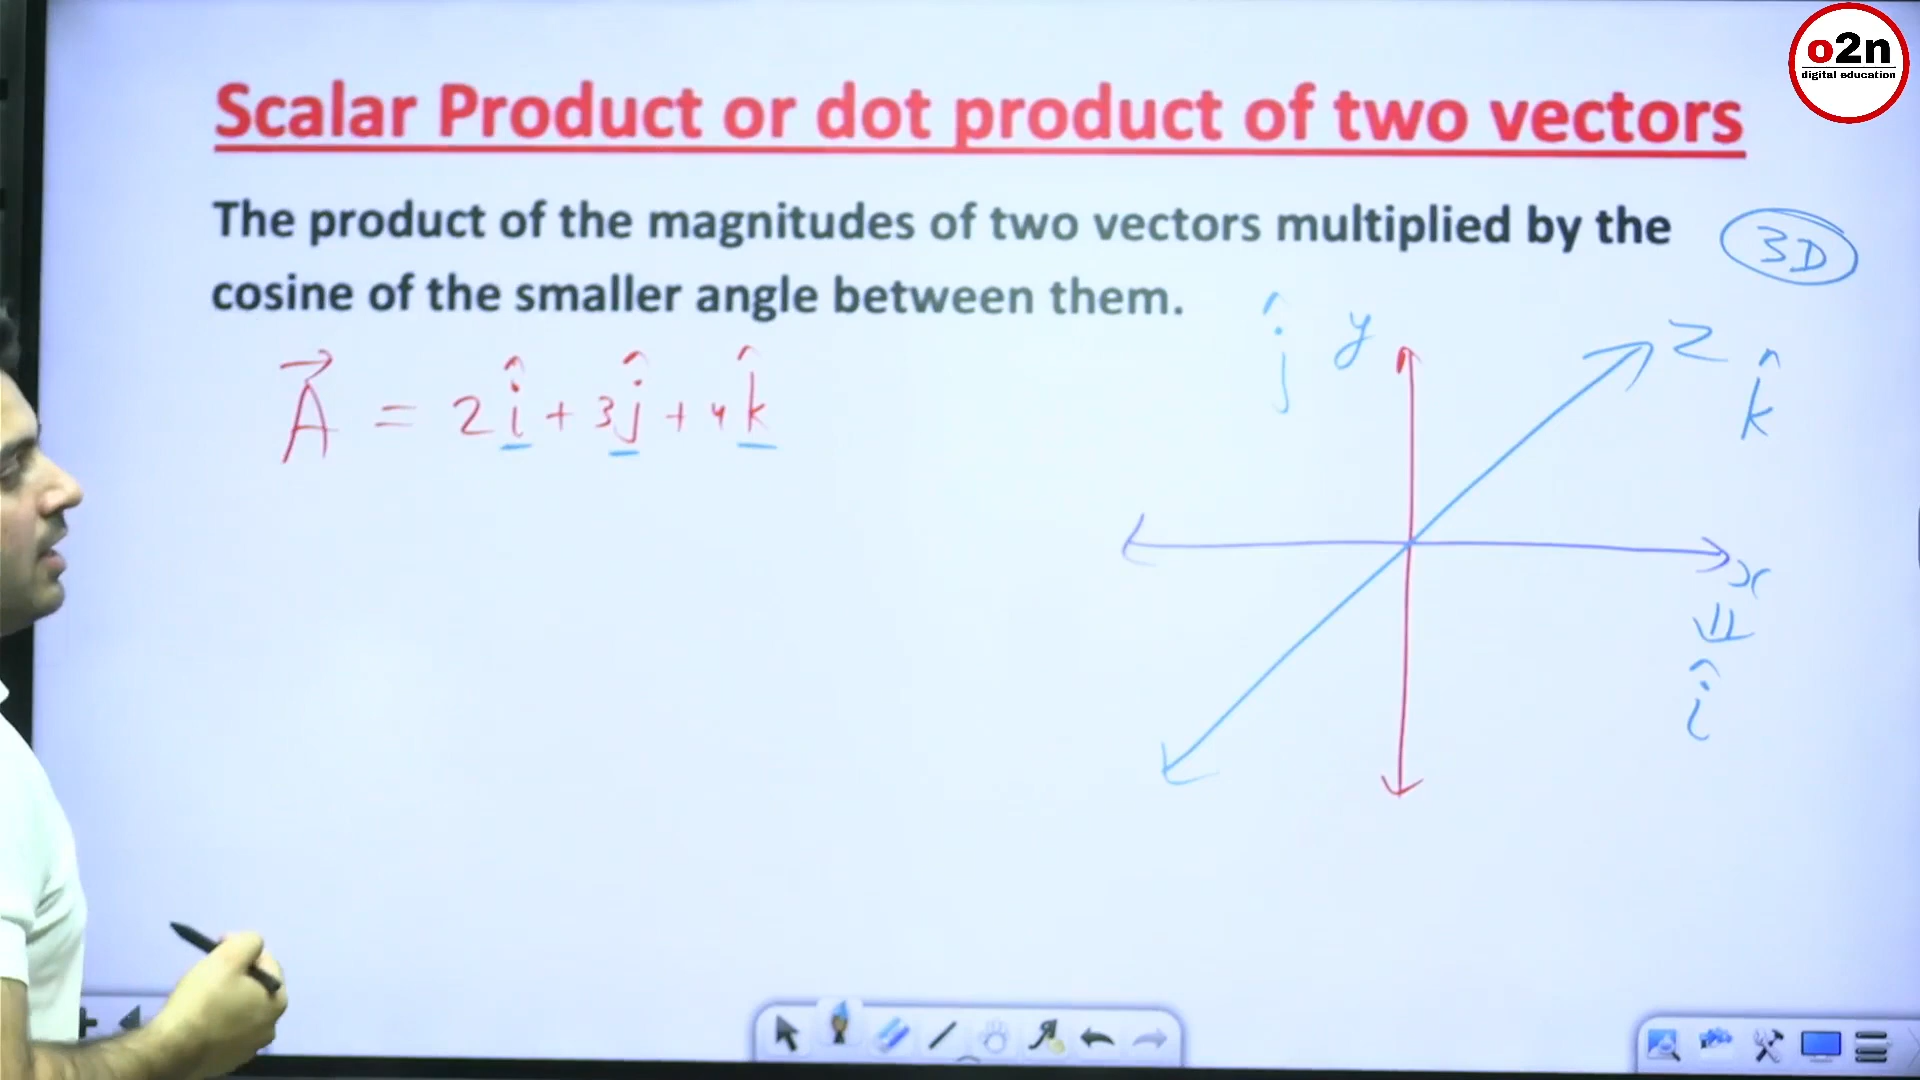 o2n
digital education
Scalar Product or dot product of two vectors
The product of the magnitudes of two vectors multiplied by the
cosine of the smaller angle between them.
3D
A⃗ = 2î + 3ĵ + 4k̂
ĵ y
z
k̂
x
î